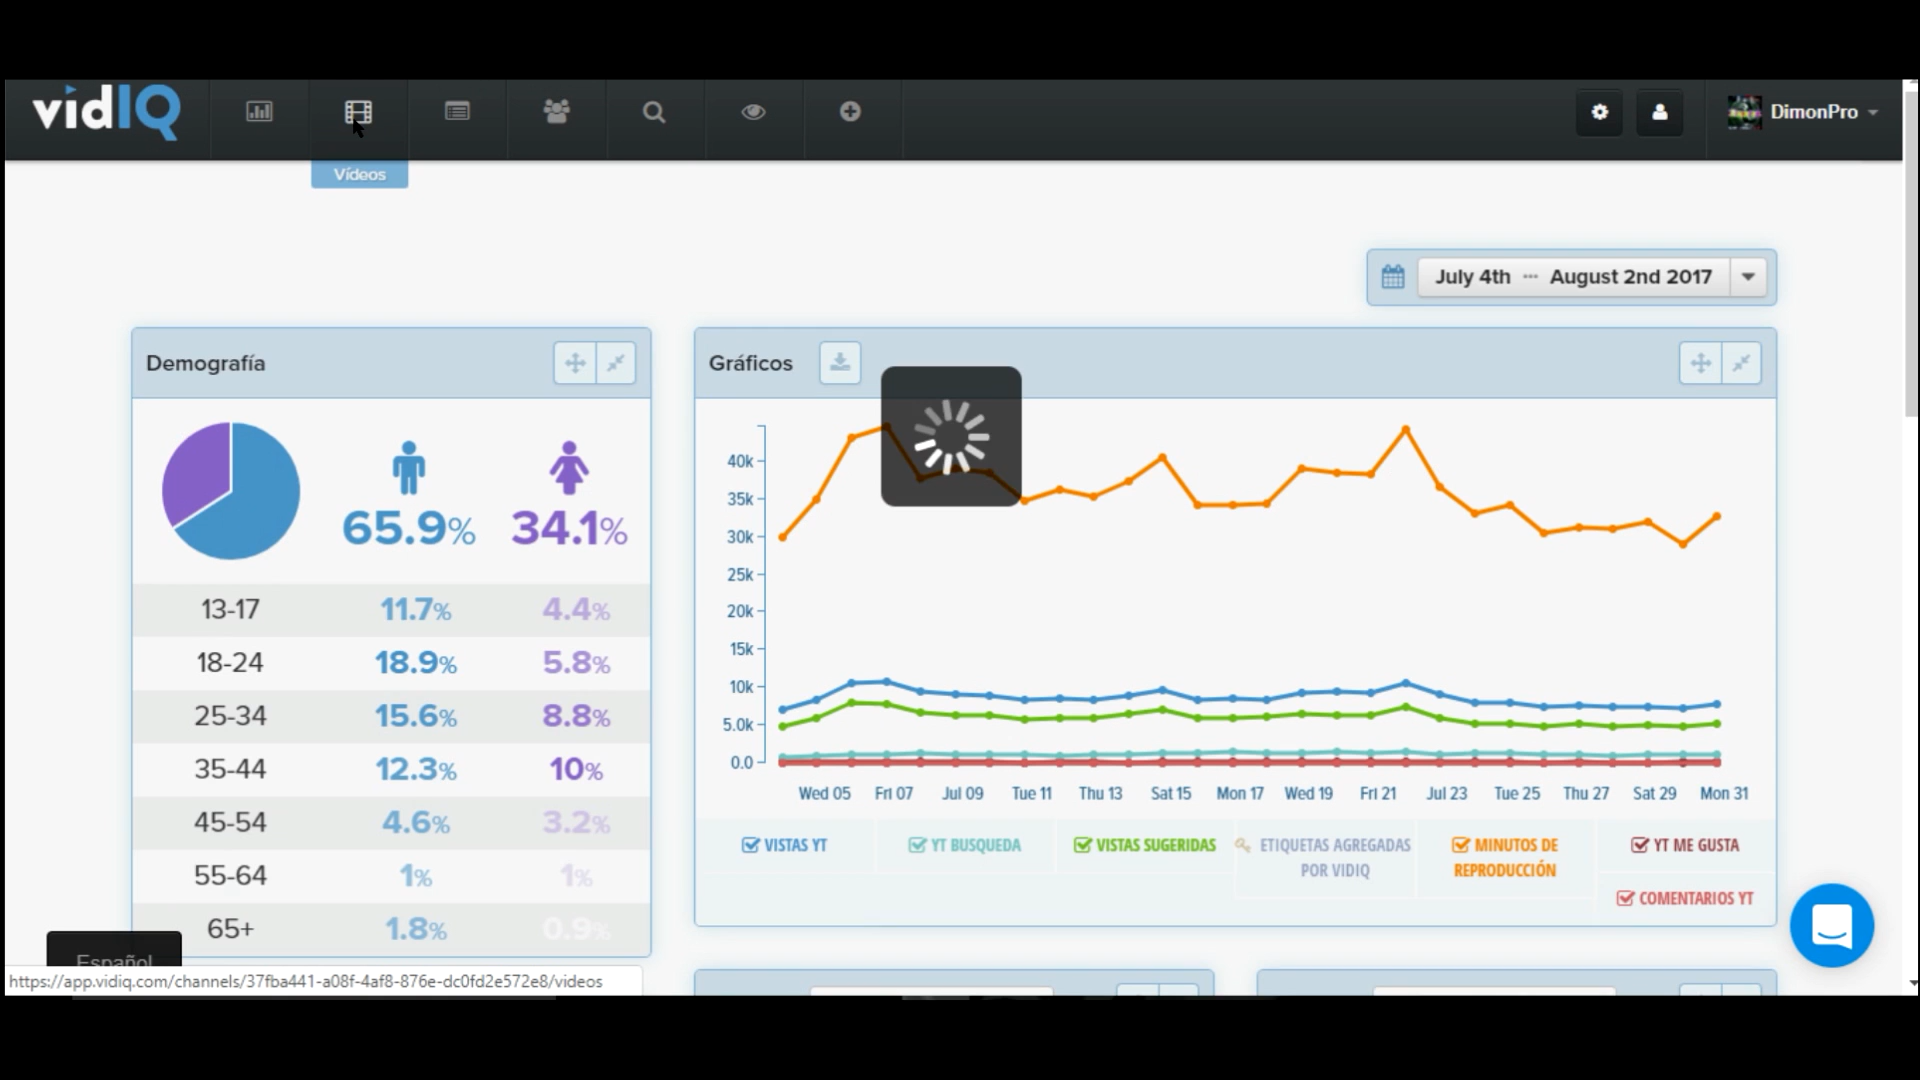 vidIQ
DimonPro
Vídeos
July 4th ··· August 2nd 2017
Demografía
65.9% 34.1%
13-17 11.7% 4.4%
18-24 18.9% 5.8%
25-34 15.6% 8.8%
35-44 12.3% 10%
45-54 4.6% 3.2%
55-64 1% 1%
65+ 1.8% 0.9%
Gráficos
40k
35k
30k
25k
20k
15k
10k
5.0k
0.0
Wed 05 Fri 07 Jul 09 Tue 11 Thu 13 Sat 15 Mon 17 Wed 19 Fri 21 Jul 23 Tue 25 Thu 27 Sat 29 Mon 31
VISTAS YT
YT BUSQUEDA
VISTAS SUGERIDAS
ETIQUETAS AGREGADAS
POR VIDIQ
MINUTOS DE
REPRODUCCIÓN
YT ME GUSTA
COMENTARIOS YT
Español
https://app.vidiq.com/channels/37fba441-a08f-4af8-876e-dc0fd2e572e8/videos